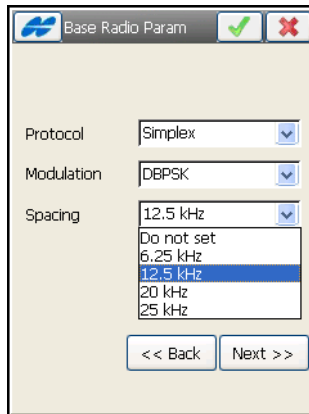 Base Radio Param
Protocol Simplex
Modulation DBPSK
Spacing 12.5 kHz
Do not set
6.25 kHz
12.5 kHz
20 kHz
25 kHz
<< Back Next >>